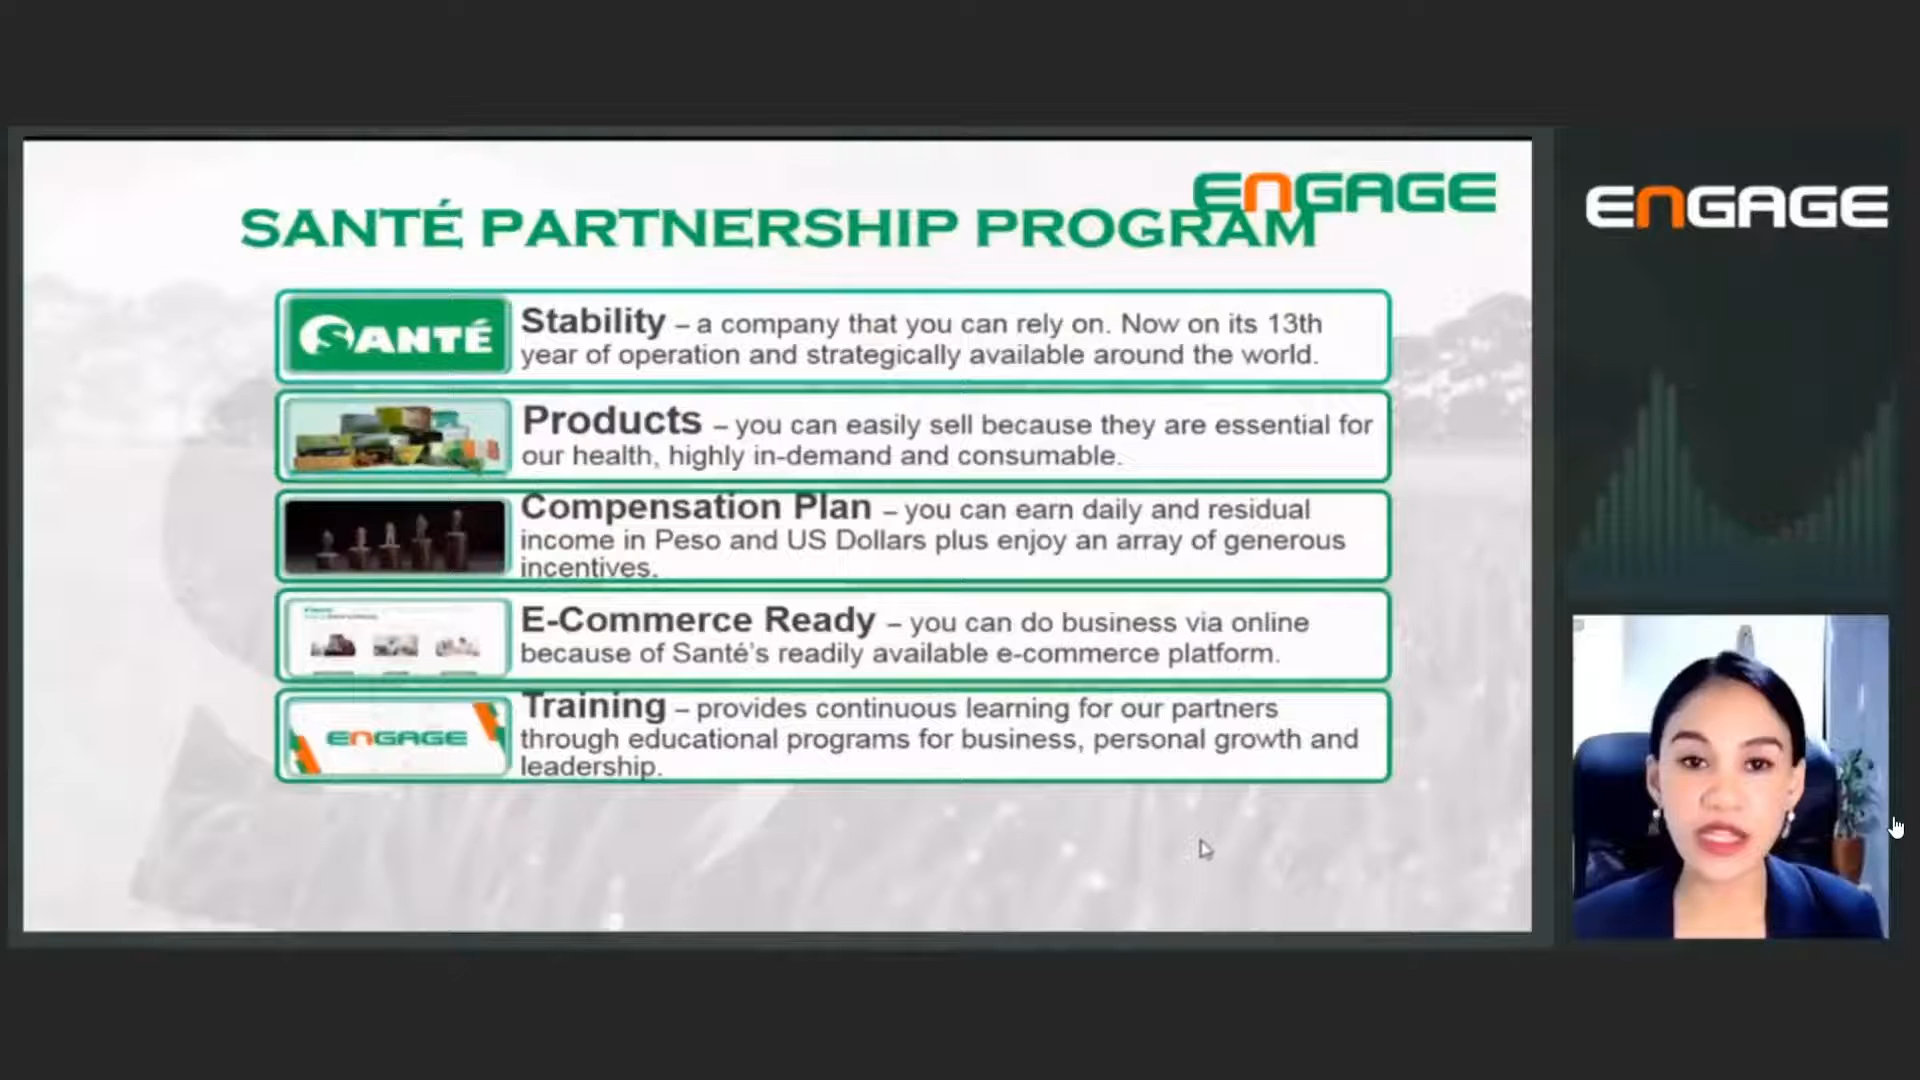 ENGAGE
SANTÉ PARTNERSHIP PROGRAM
SANTÉ
Stability – a company that you can rely on. Now on its 13th
year of operation and strategically available around the world.
Products – you can easily sell because they are essential for
our health, highly in-demand and consumable.
Compensation Plan – you can earn daily and residual
income in Peso and US Dollars plus enjoy an array of generous
incentives.
E-Commerce Ready – you can do business via online
because of Santé's readily available e-commerce platform.
ENGAGE
Training – provides continuous learning for our partners
through educational programs for business, personal growth and
leadership.
ENGAGE